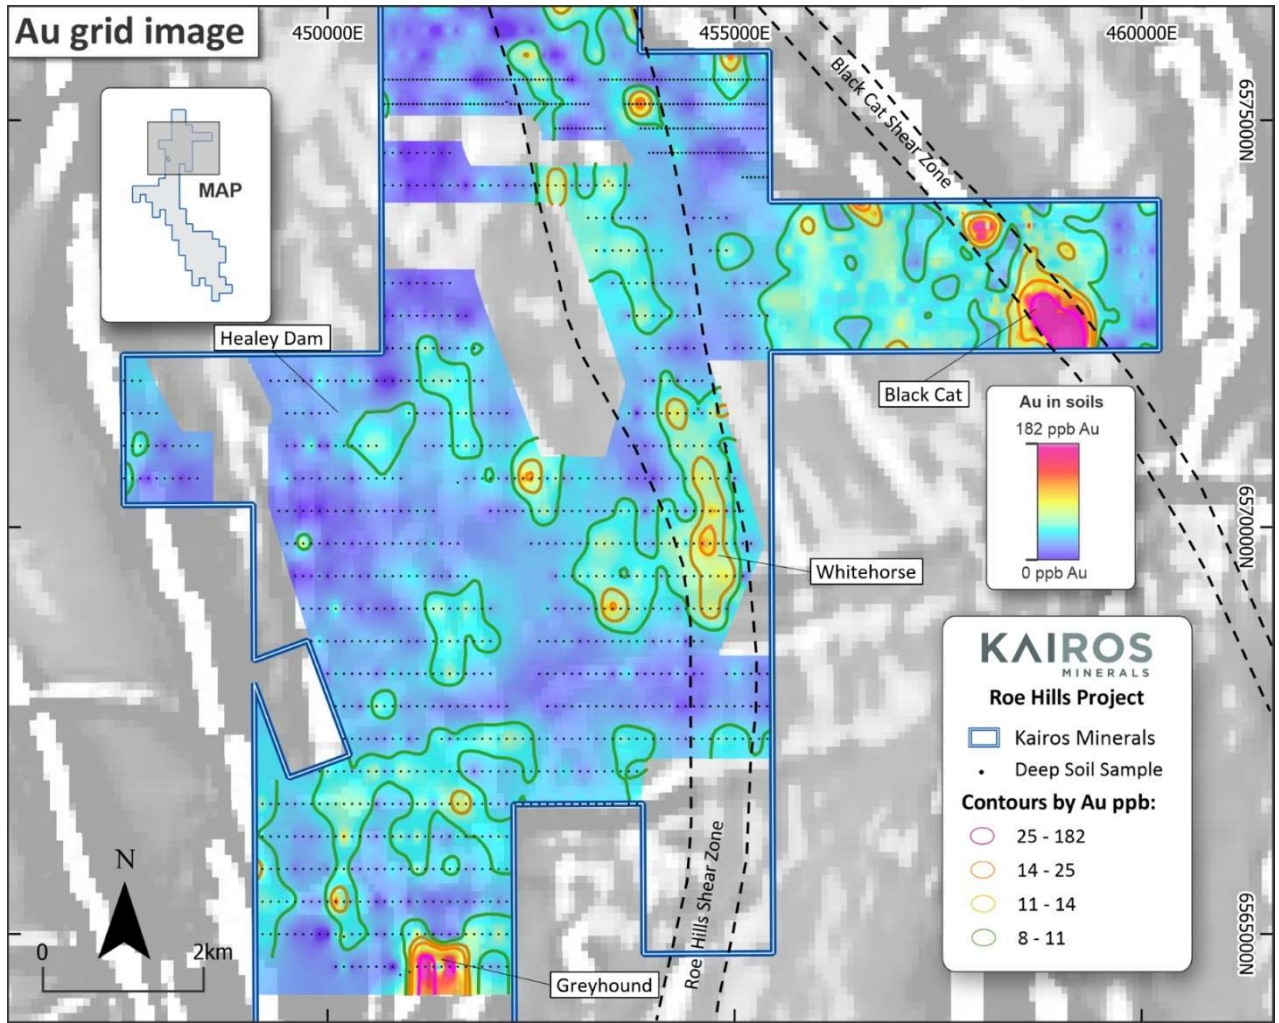 Au grid image
450000E
455000E
460000E
6575000N
6570000N
6565000N
MAP
Black Cat Shear Zone
Healey Dam
Black Cat
Whitehorse
Greyhound
Roe Hills Shear Zone
Au in soils
182 ppb Au
0 ppb Au
KAIROS
MINERALS
Roe Hills Project
Kairos Minerals
Deep Soil Sample
Contours by Au ppb:
25 - 182
14 - 25
11 - 14
8 - 11
N
0
2km